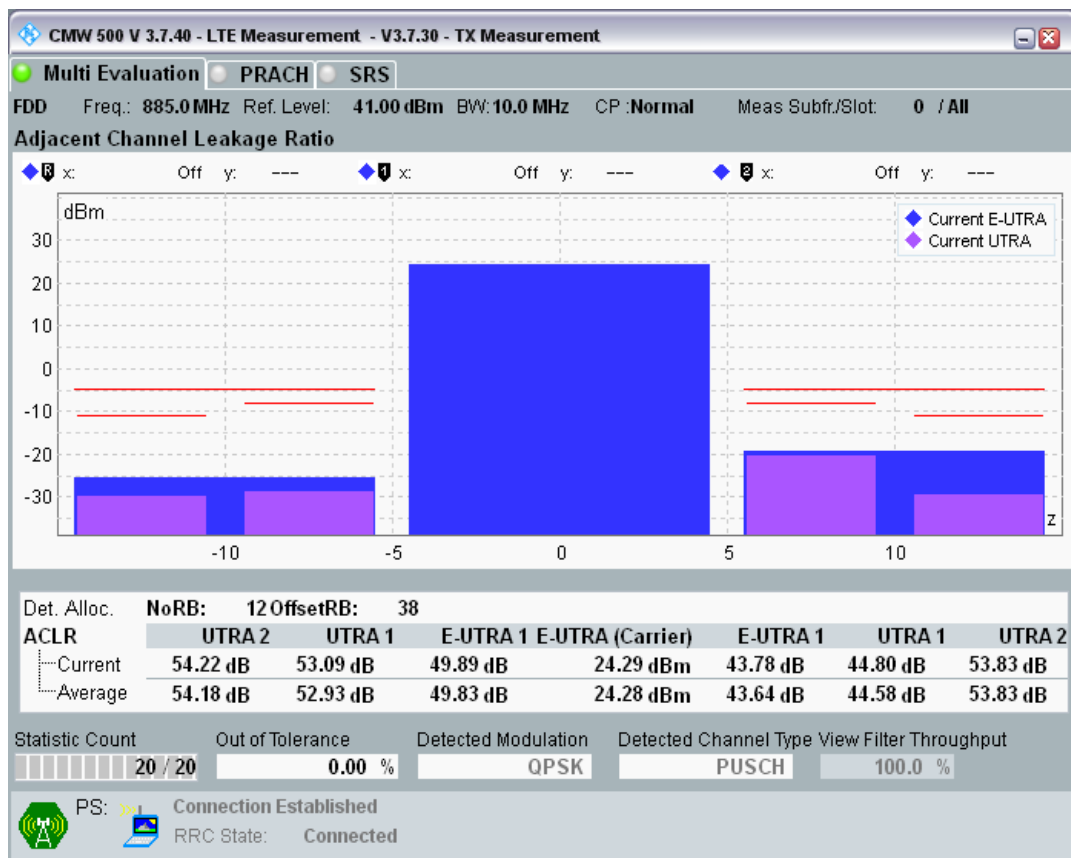 CMW 500 V 3.7.40 - LTE Measurement - V3.7.30 - TX Measurement
Multi Evaluation PRACH SRS
FDD Freq.: 885.0 MHz Ref. Level: 41.00 dBm BW: 10.0 MHz CP :Normal Meas Subfr./Slot: 0 / All
Adjacent Channel Leakage Ratio
R x: Off y: --- 1 x: Off y: --- 2 x: Off y: ---
dBm
Current E-UTRA
Current UTRA
30
20
10
0
-10
-20
-30
z
-10 -5 0 5 10
Det. Alloc. NoRB: 12 OffsetRB: 38
ACLR UTRA 2 UTRA 1 E-UTRA 1 E-UTRA (Carrier) E-UTRA 1 UTRA 1 UTRA 2
Current 54.22 dB 53.09 dB 49.89 dB 24.29 dBm 43.78 dB 44.80 dB 53.83 dB
Average 54.18 dB 52.93 dB 49.83 dB 24.28 dBm 43.64 dB 44.58 dB 53.83 dB
Statistic Count Out of Tolerance Detected Modulation Detected Channel Type View Filter Throughput
20 / 20 0.00 % QPSK PUSCH 100.0 %
PS: Connection Established
RRC State: Connected